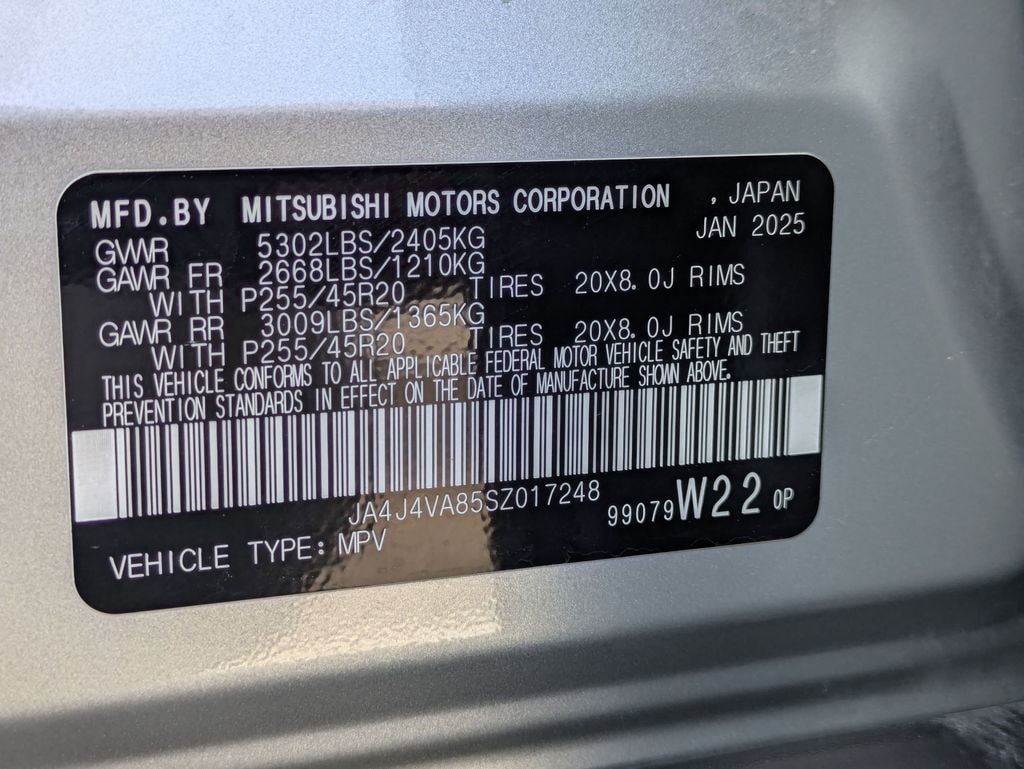 MFD.BY MITSUBISHI MOTORS CORPORATION , JAPAN
JAN 2025
GWWR 5302LBS/2405KG
GAWR FR 2668LBS/1210KG
WITH P255/45R20 TIRES 20X8.0J RIMS
GAWR RR 3009LBS/1365KG
WITH P255/45R20 TIRES 20X8.0J RIMS
THIS VEHICLE CONFORMS TO ALL APPLICABLE FEDERAL MOTOR VEHICLE SAFETY AND THEFT
PREVENTION STANDARDS IN EFFECT ON THE DATE OF MANUFACTURE SHOWN ABOVE.
JA4J4VA85SZ017248
99079 W22 0P
VEHICLE TYPE: MPV